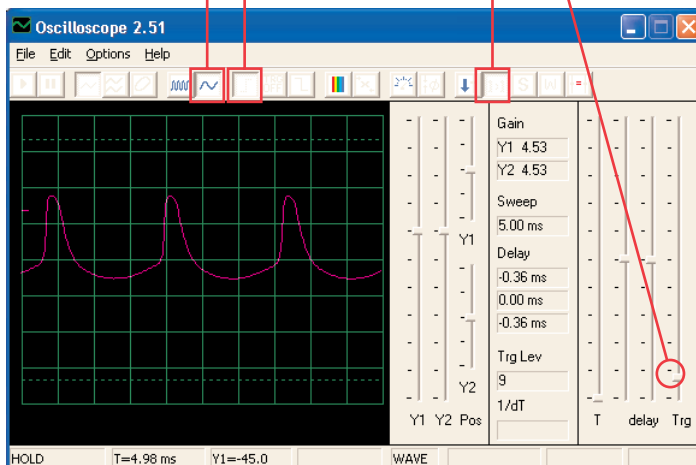 Oscilloscope 2.51
File Edit Options Help
Gain
Y1 4.53
Y2 4.53
Sweep
5.00 ms
Delay
-0.36 ms
0.00 ms
-0.36 ms
Trg Lev
9
1/dT
Y1
Y2
Y1 Y2 Pos
T delay Trg
HOLD T=4.98 ms Y1=-45.0 WAVE